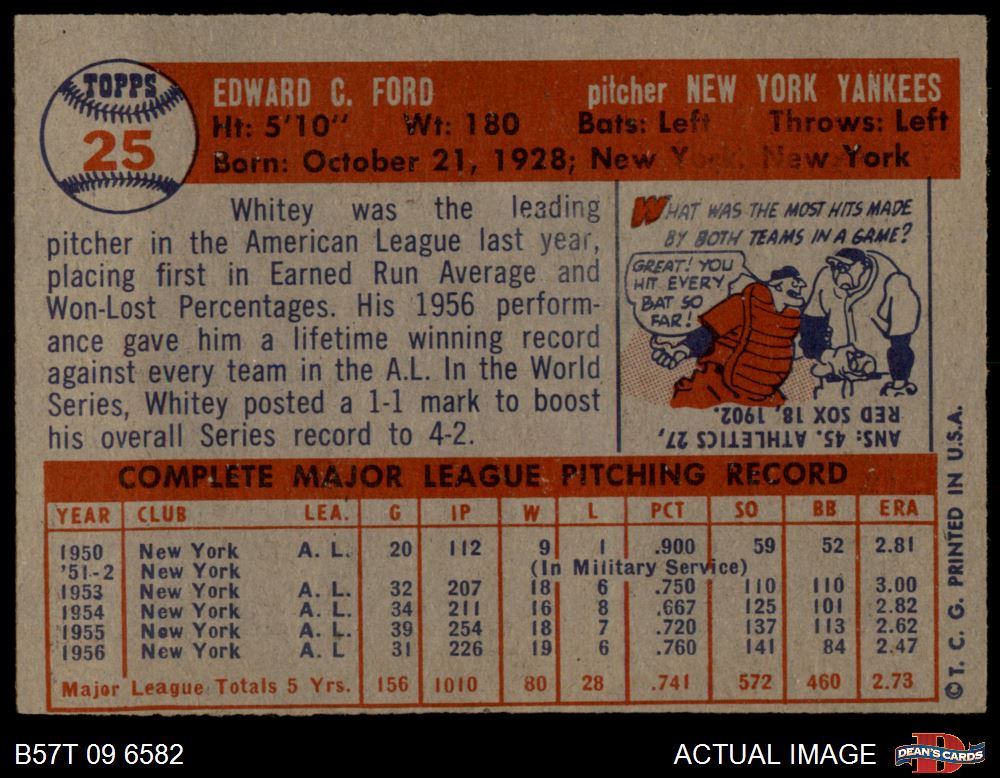 TOPPS
25
EDWARD C. FORD pitcher NEW YORK YANKEES
Ht: 5'10" Wt: 180 Bats: Left Throws: Left
Born: October 21, 1928; New York, New York
Whitey was the leading
pitcher in the American League last year,
placing first in Earned Run Average and
Won-Lost Percentages. His 1956 perform-
ance gave him a lifetime winning record
against every team in the A.L. In the World
Series, Whitey posted a 1-1 mark to boost
his overall Series record to 4-2.
WHAT WAS THE MOST HITS MADE
BY BOTH TEAMS IN A GAME?
GREAT! YOU
HIT EVERY
BAT SO
FAR!
ANS: 45. ATHLETICS 27,
RED SOX 18, 1902.
COMPLETE MAJOR LEAGUE PITCHING RECORD
YEAR CLUB LEA. G IP W L PCT SO BB ERA
1950 New York A. L. 20 112 9 1 .900 59 52 2.81
'51-2 New York (In Military Service)
1953 New York A. L. 32 207 18 6 .750 110 110 3.00
1954 New York A. L. 34 211 16 8 .667 125 101 2.82
1955 New York A. L. 39 254 18 7 .720 137 113 2.62
1956 New York A. L 31 226 19 6 .760 141 84 2.47
Major League Totals 5 Yrs. 156 1010 80 28 .741 572 460 2.73
© T. C. G. PRINTED IN U.S.A.
B57T 09 6582
ACTUAL IMAGE
DEAN'S CARDS